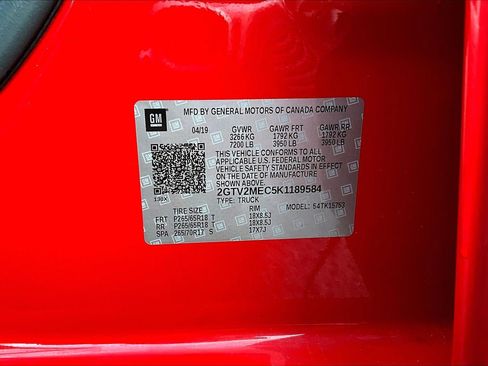 MFD BY GENERAL MOTORS OF CANADA COMPANY
GM
04/19 GVWR GAWR FRT GAWR RR
3266 KG 1792 KG 1792 KG
7200 LB 3950 LB 3950 LB
THIS VEHICLE CONFORMS TO ALL
APPLICABLE U.S. FEDERAL MOTOR
VEHICLE SAFETY STANDARDS IN EFFECT
ON THE DATE OF MANUFACTURE
SHOWN ABOVE.
2GTV2MEC5K1189584
TYPE: TRUCK
TIRE SIZE RIM MODEL: 54TK15753
FRT P265/65R18 T 18X8.5J
RR P265/65R18 T 18X8.5J
SPA 265/70R17 S 17X7J